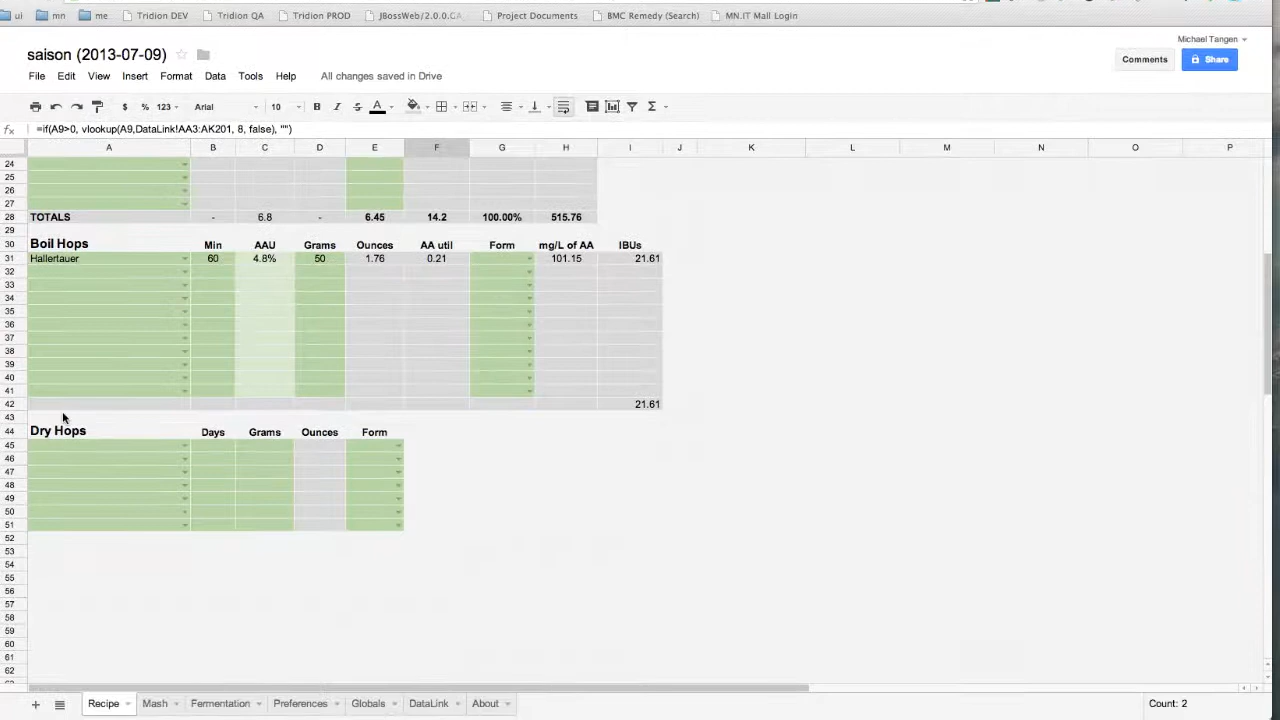 ui mn me Tridion DEV Tridion QA Tridion PROD JBossWeb/2.0.0.GA Project Documents BMC Remedy (Search) MN.IT Mall Login
Michael Tangen
saison (2013-07-09)
Comments Share
File Edit View Insert Format Data Tools Help All changes saved in Drive
$ % 123 Arial 10 B I S A Σ
fx =if(A9>0, vlookup(A9,DataLink!AA3:AK201, 8, false), "")
A B C D E F G H I J K L M N O P
24
25
26
27
28 TOTALS - 6.8 - 6.45 14.2 100.00% 515.76
29
30 Boil Hops Min AAU Grams Ounces AA util Form mg/L of AA IBUs
31 Hallertauer 60 4.8% 50 1.76 0.21 101.15 21.61
32
33
34
35
36
37
38
39
40
41
42 21.61
43
44 Dry Hops Days Grams Ounces Form
45
46
47
48
49
50
51
52
53
54
55
56
57
58
59
60
61
62
Recipe Mash Fermentation Preferences Globals DataLink About Count: 2